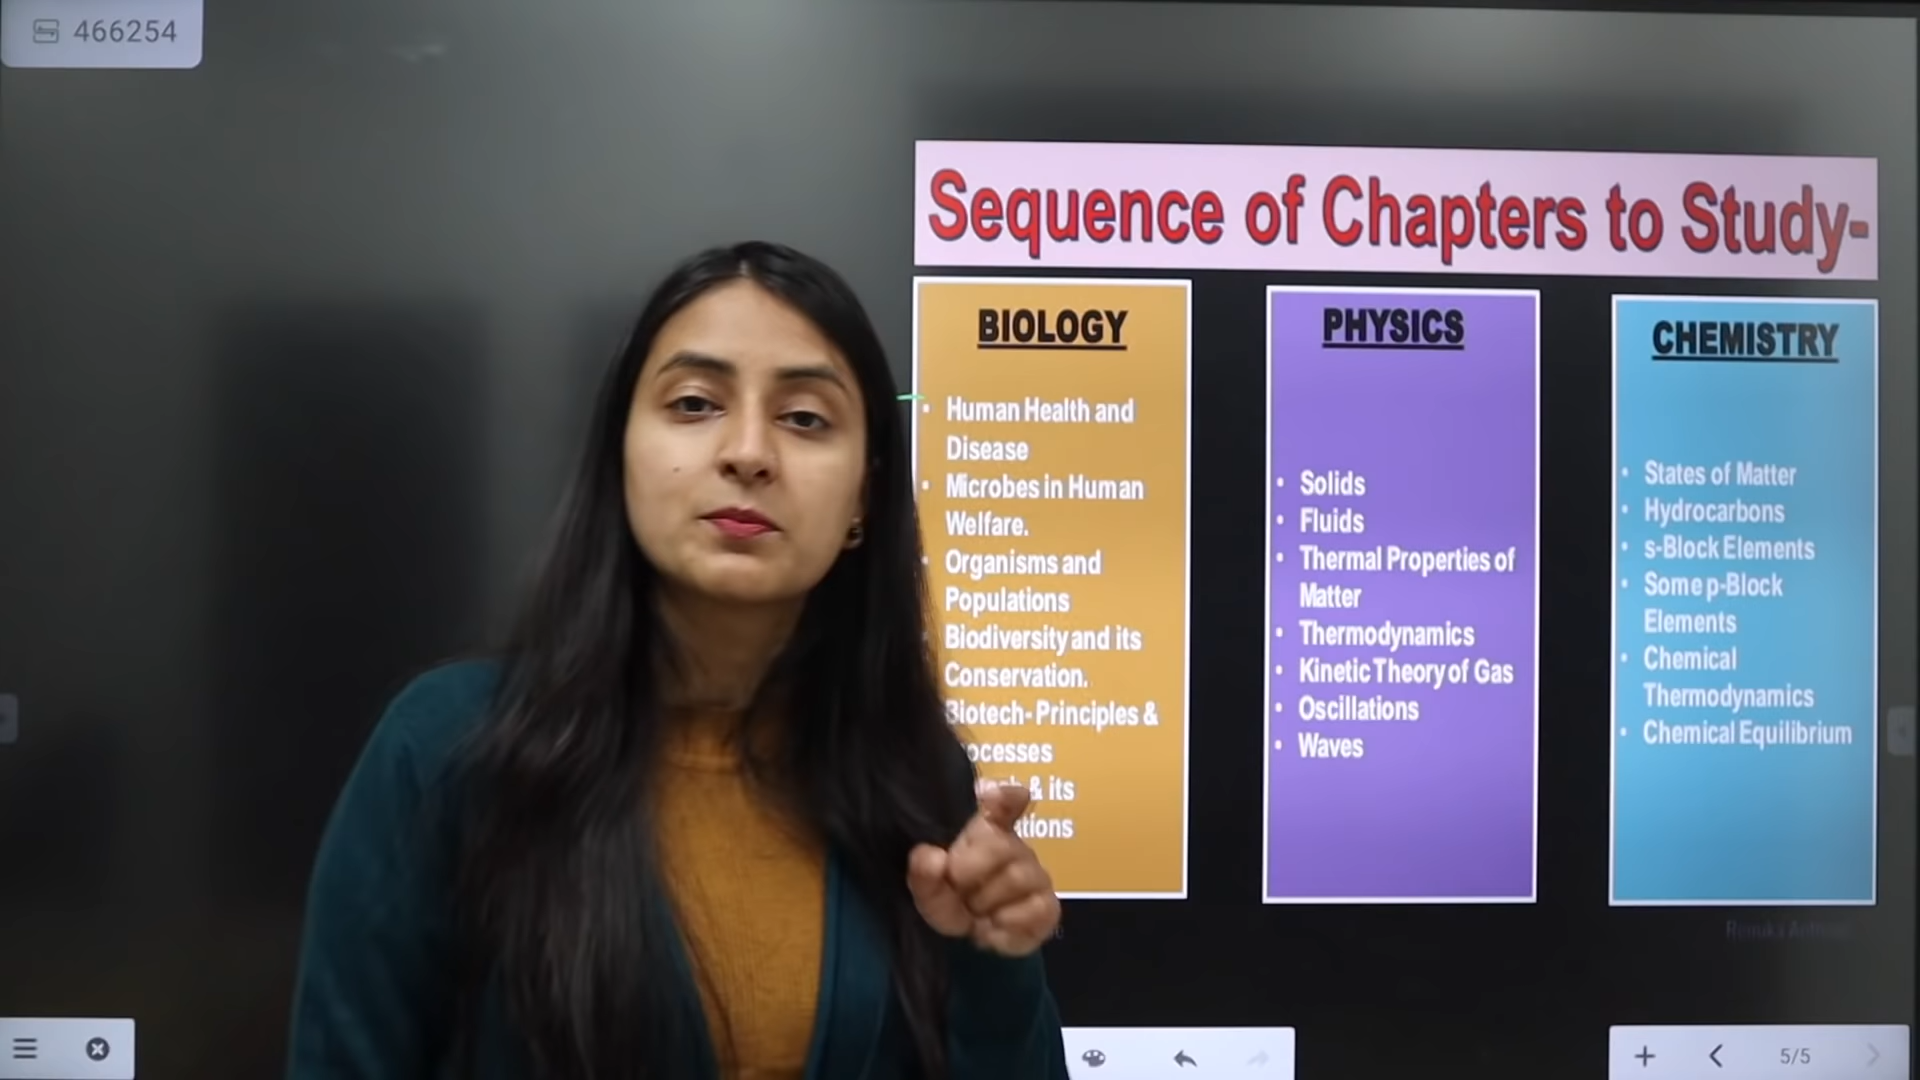 466254
Sequence of Chapters to Study-
BIOLOGY
• Human Health and
Disease
• Microbes in Human
Welfare.
• Organisms and
Populations
• Biodiversity and its
Conservation.
Biotech- Principles &
& its
PHYSICS
• Solids
• Fluids
• Thermal Properties of
Matter
• Thermodynamics
• Kinetic Theory of Gas
• Oscillations
• Waves
CHEMISTRY
• States of Matter
• Hydrocarbons
• s-Block Elements
• Some p-Block
Elements
• Chemical
Thermodynamics
• Chemical Equilibrium
5/5